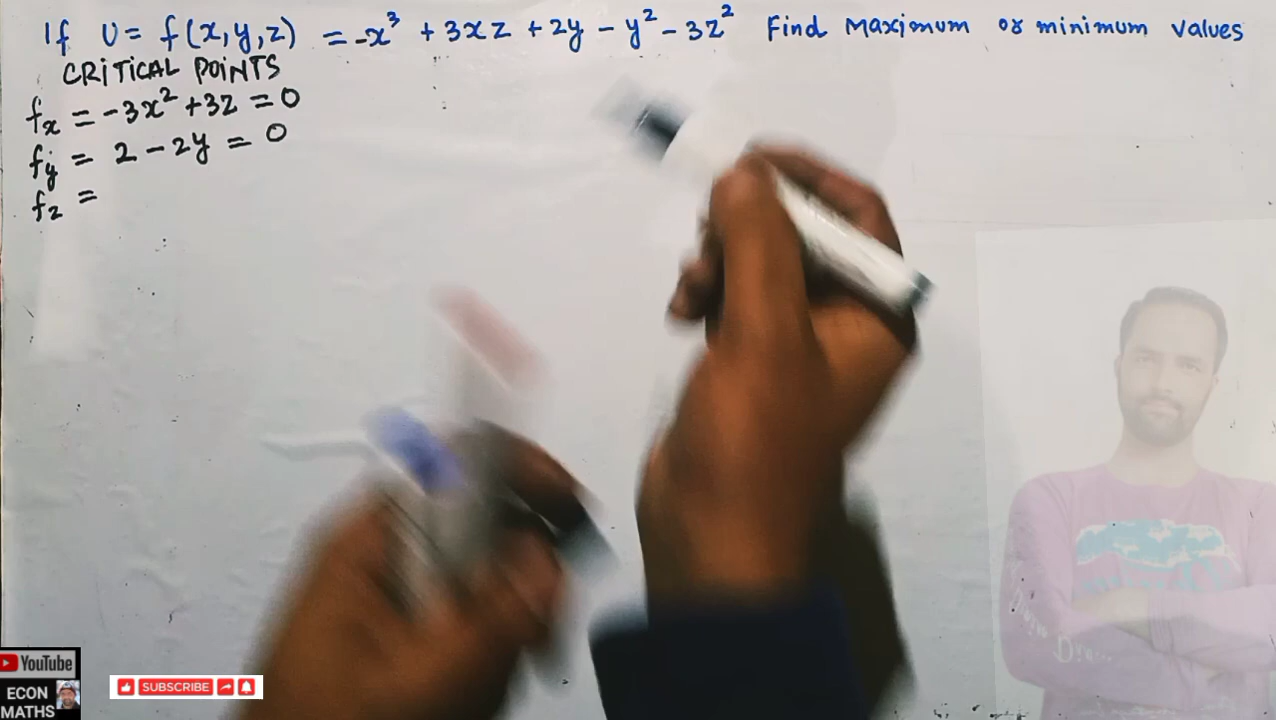 If U = f(x,y,z) = -x³ + 3xz + 2y - y² - 3z² Find Maximum or minimum values
CRITICAL POINTS
fx = -3x² + 3z = 0
fy = 2 - 2y = 0
fz =
YouTube
ECON
MATHS
SUBSCRIBE